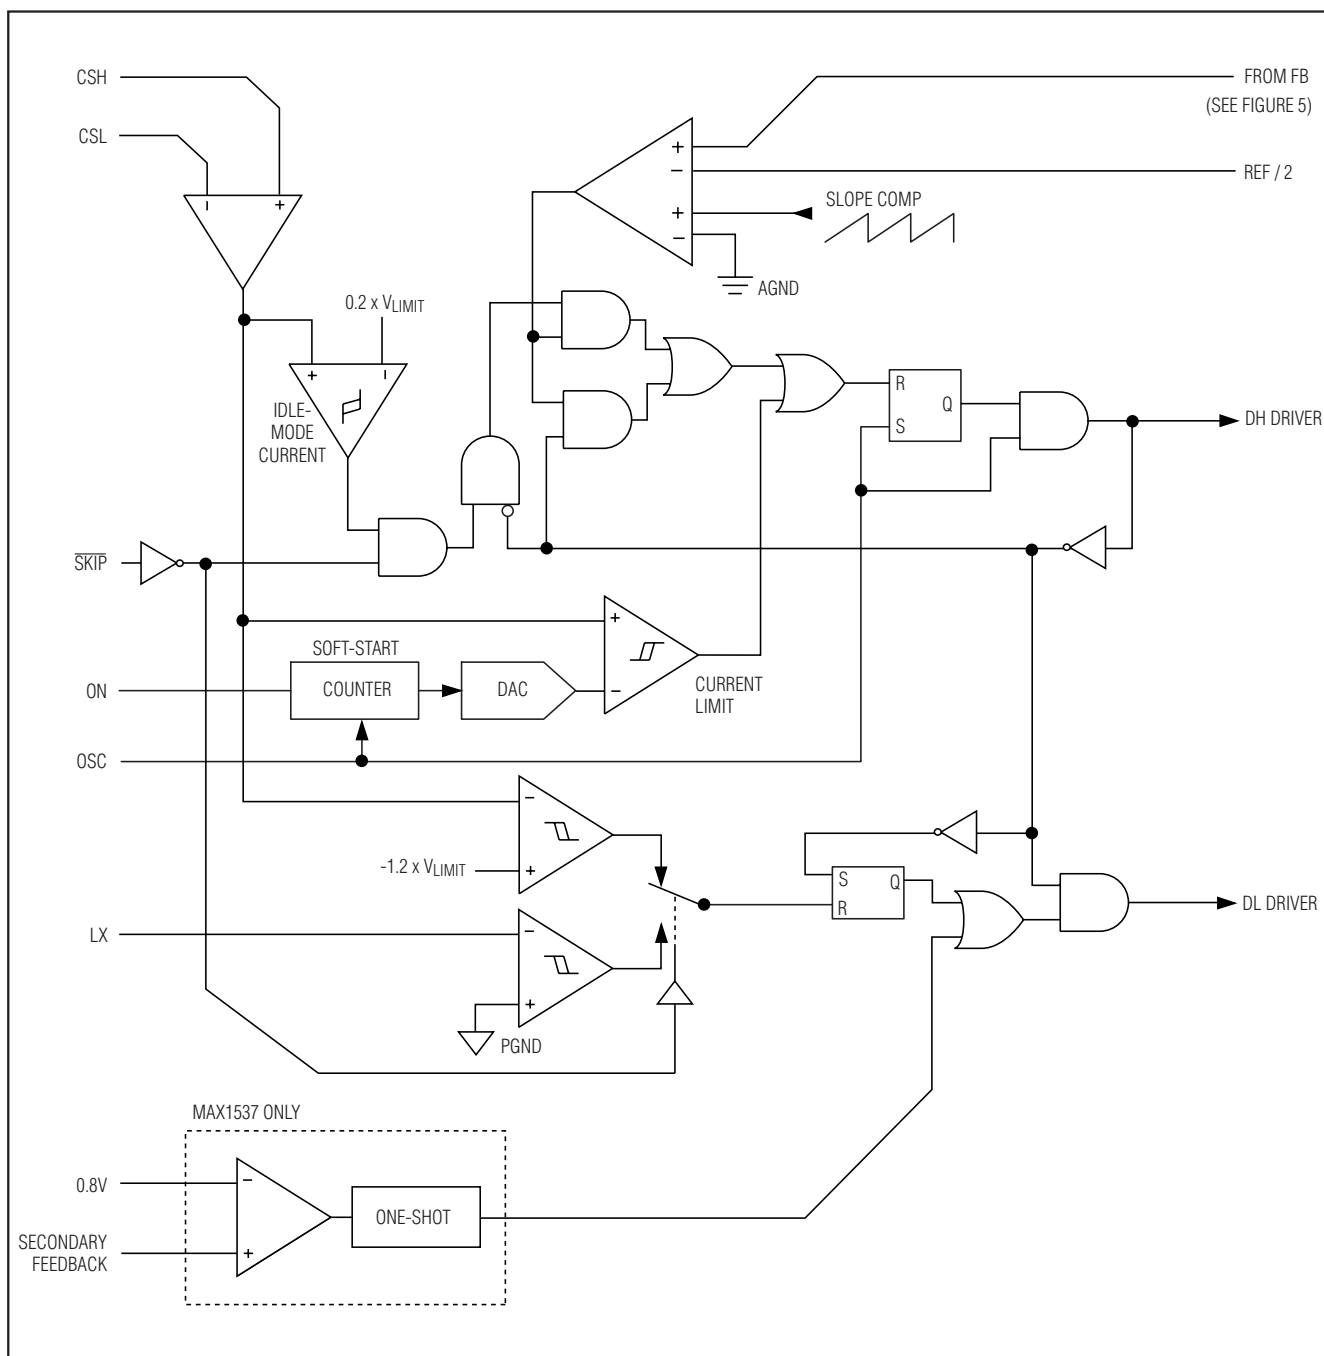 CSH
CSL
FROM FB
(SEE FIGURE 5)
REF / 2
+
−
+
−
SLOPE COMP
AGND
−
+
0.2 x VLIMIT
+
−
IDLE-
MODE
CURRENT
R
S
Q
DH DRIVER
SKIP
SOFT-START
ON
COUNTER
DAC
+
−
CURRENT
LIMIT
OSC
−
+
-1.2 x VLIMIT
S
R
Q
DL DRIVER
LX
−
+
PGND
MAX1537 ONLY
0.8V
−
+
ONE-SHOT
SECONDARY
FEEDBACK